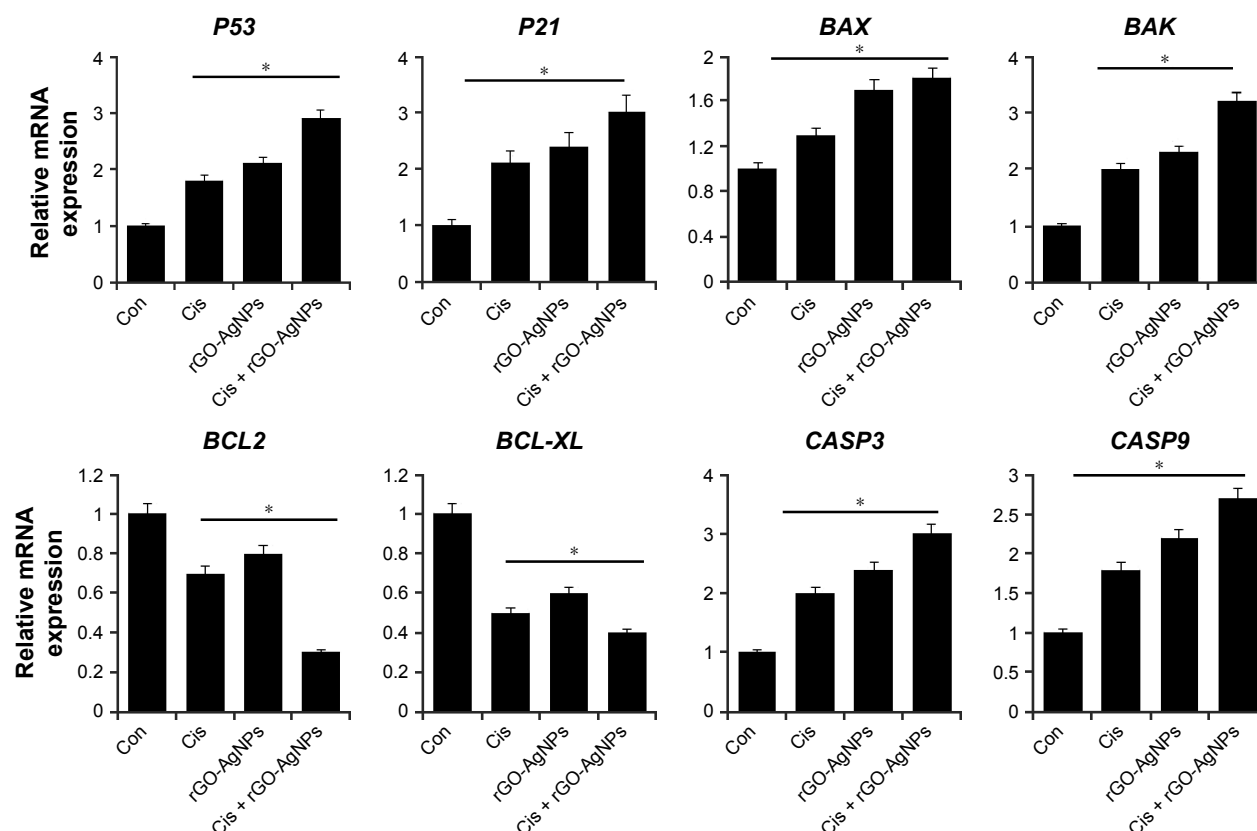 P53
P21
BAX
BAK
Relative mRNA
expression
4
3
2
1
0
*
Con
Cis
rGO-AgNPs
Cis + rGO-AgNPs
4
3
2
1
0
*
Con
Cis
rGO-AgNPs
Cis + rGO-AgNPs
2
1.6
1.2
0.8
0.4
0
*
Con
Cis
rGO-AgNPs
Cis + rGO-AgNPs
4
3
2
1
0
*
Con
Cis
rGO-AgNPs
Cis + rGO-AgNPs
BCL2
BCL-XL
CASP3
CASP9
Relative mRNA
expression
1.2
1
0.8
0.6
0.4
0.2
0
*
Con
Cis
rGO-AgNPs
Cis + rGO-AgNPs
1.2
1
0.8
0.6
0.4
0.2
0
*
Con
Cis
rGO-AgNPs
Cis + rGO-AgNPs
4
3
2
1
0
*
Con
Cis
rGO-AgNPs
Cis + rGO-AgNPs
3
2.5
2
1.5
1
0.5
0
*
Con
Cis
rGO-AgNPs
Cis + rGO-AgNPs